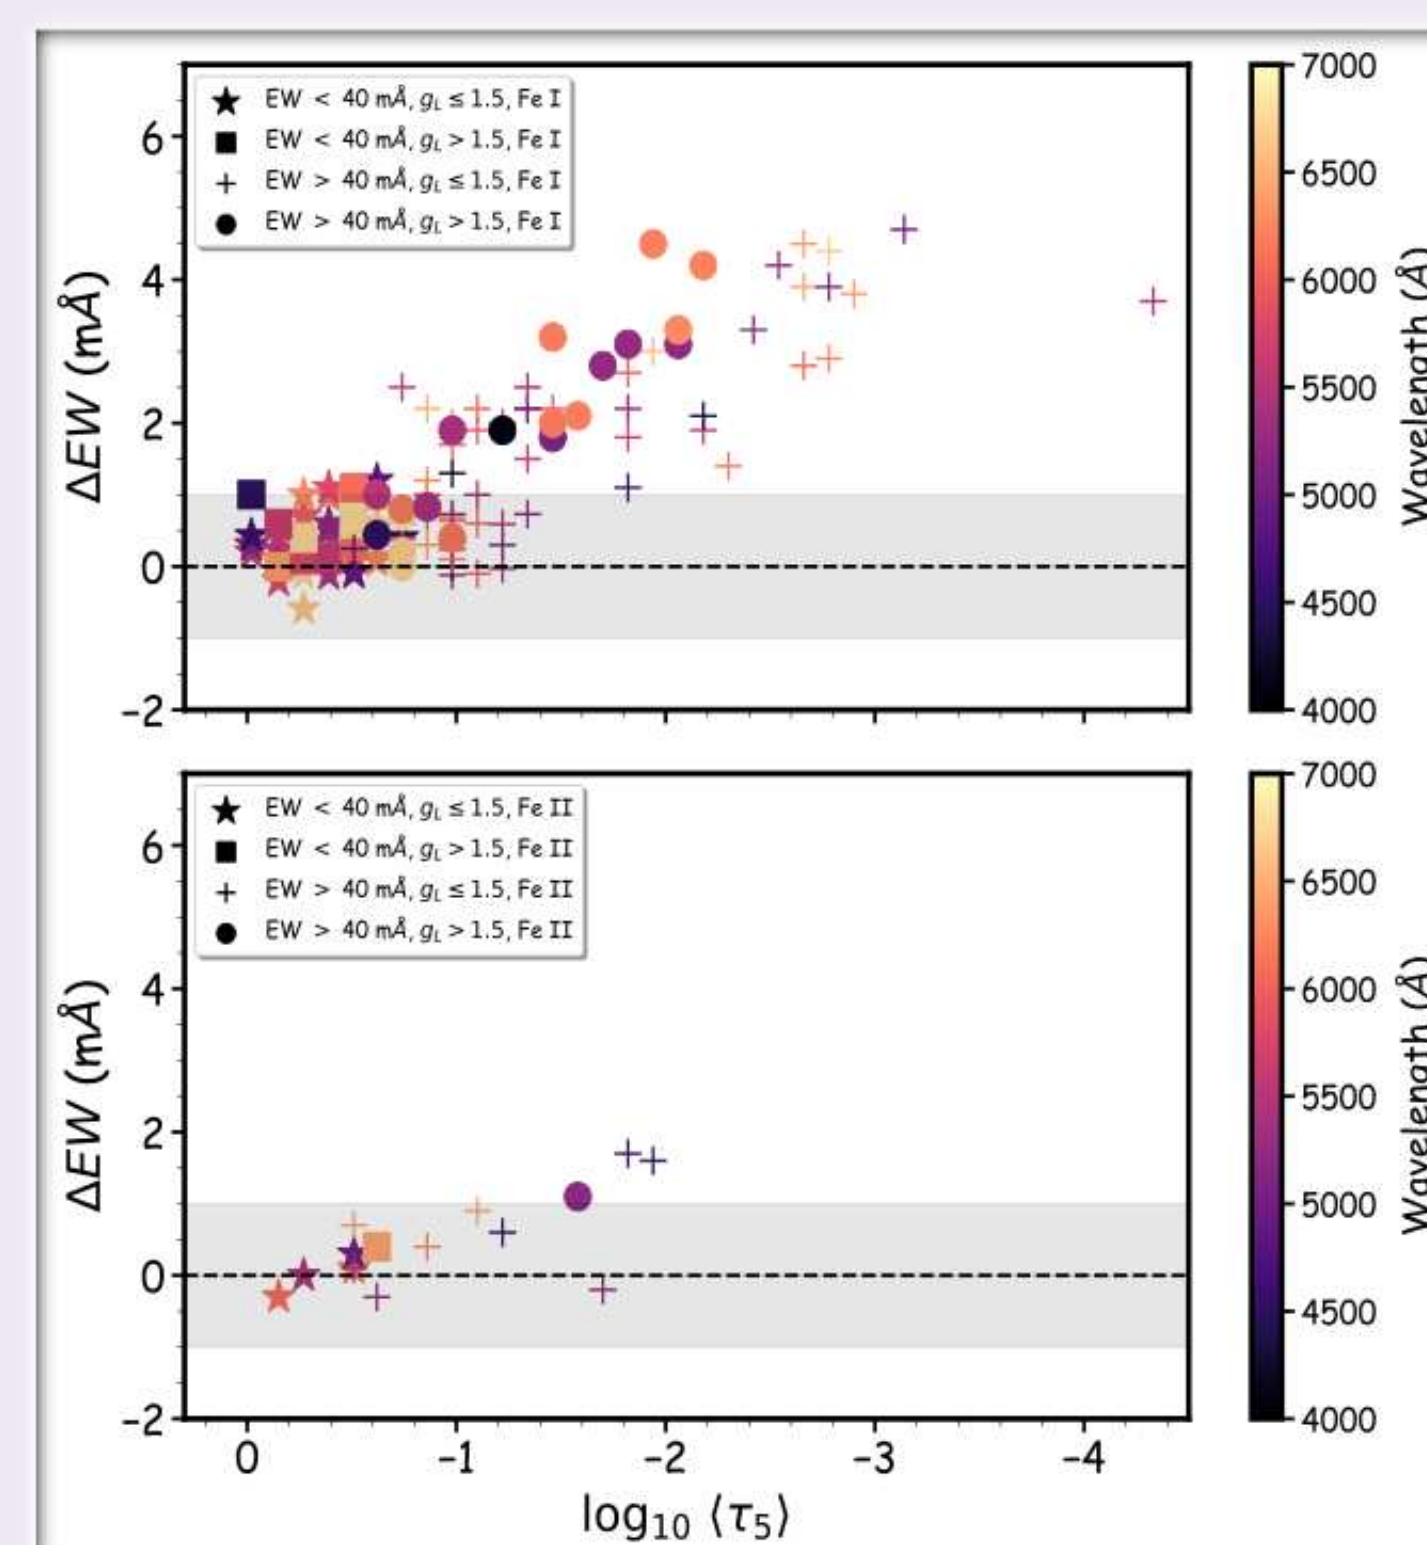 EW < 40 mÅ, g_L ≤ 1.5, Fe I
EW < 40 mÅ, g_L > 1.5, Fe I
EW > 40 mÅ, g_L ≤ 1.5, Fe I
EW > 40 mÅ, g_L > 1.5, Fe I
6
4
2
0
−2
ΔEW (mÅ)
7000
6500
6000
5500
5000
4500
4000
Wavelength (Å)
EW < 40 mÅ, g_L ≤ 1.5, Fe II
EW < 40 mÅ, g_L > 1.5, Fe II
EW > 40 mÅ, g_L ≤ 1.5, Fe II
EW > 40 mÅ, g_L > 1.5, Fe II
6
4
2
0
−2
ΔEW (mÅ)
0 −1 −2 −3 −4
log₁₀ ⟨τ₅⟩
7000
6500
6000
5500
5000
4500
4000
Wavelength (Å)